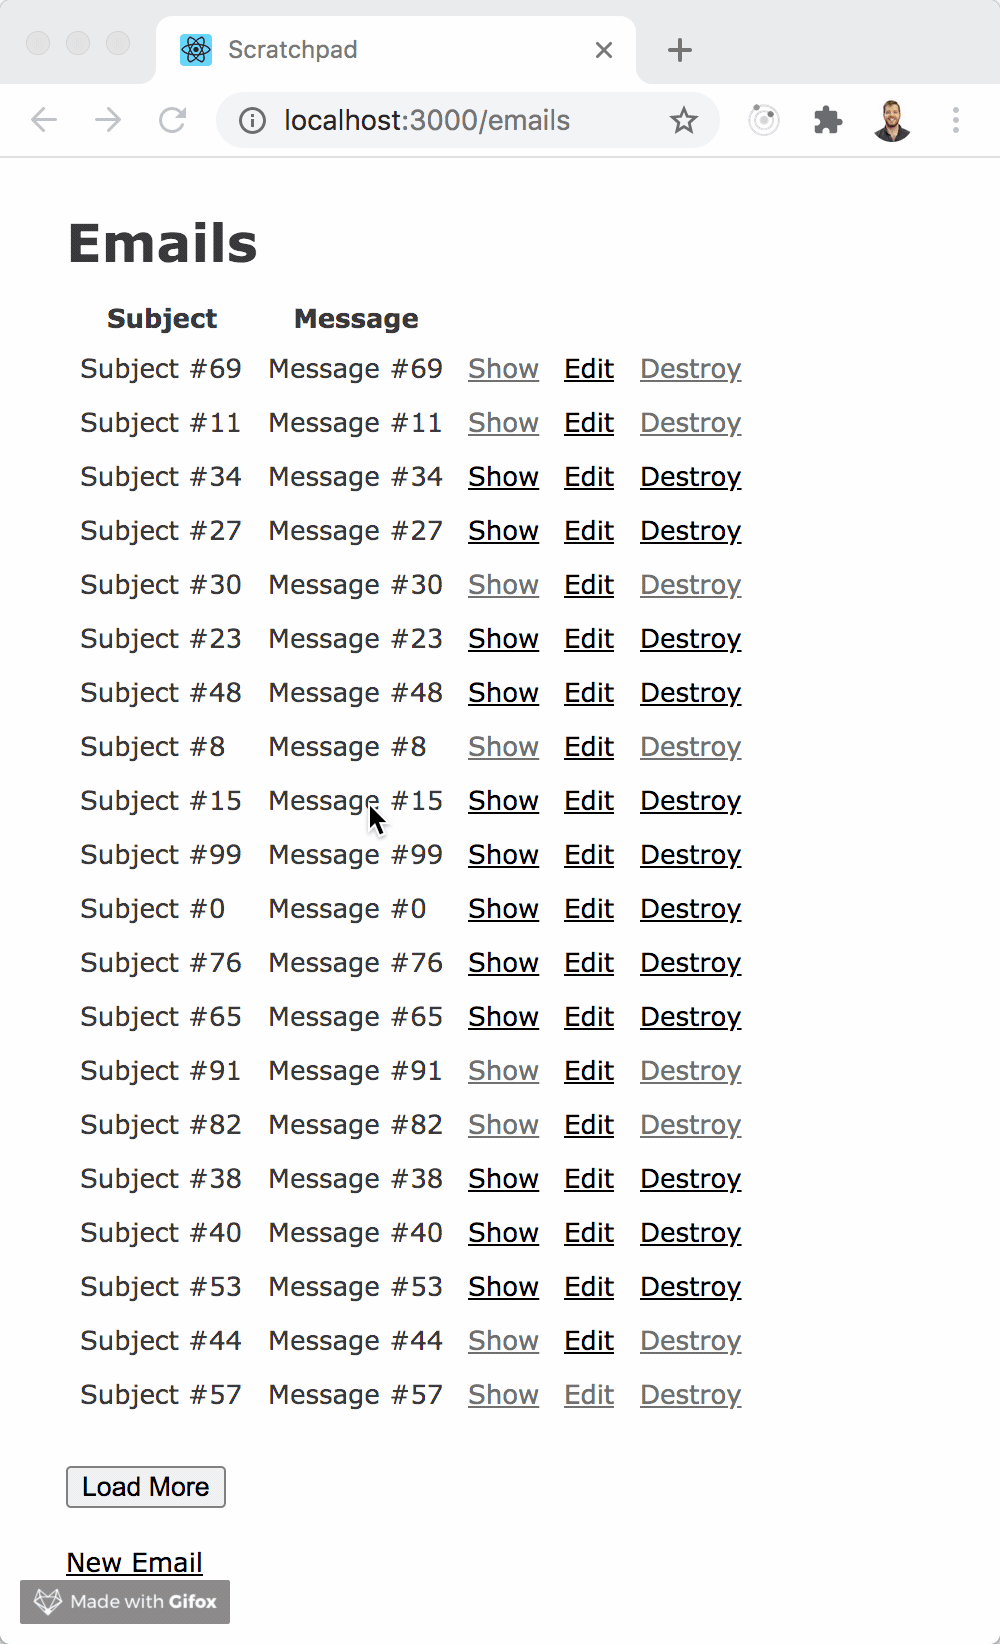 Scratchpad
localhost:3000/emails
Emails
Subject Message
Subject #69 Message #69 Show Edit Destroy
Subject #11 Message #11 Show Edit Destroy
Subject #34 Message #34 Show Edit Destroy
Subject #27 Message #27 Show Edit Destroy
Subject #30 Message #30 Show Edit Destroy
Subject #23 Message #23 Show Edit Destroy
Subject #48 Message #48 Show Edit Destroy
Subject #8 Message #8 Show Edit Destroy
Subject #15 Message #15 Show Edit Destroy
Subject #99 Message #99 Show Edit Destroy
Subject #0 Message #0 Show Edit Destroy
Subject #76 Message #76 Show Edit Destroy
Subject #65 Message #65 Show Edit Destroy
Subject #91 Message #91 Show Edit Destroy
Subject #82 Message #82 Show Edit Destroy
Subject #38 Message #38 Show Edit Destroy
Subject #40 Message #40 Show Edit Destroy
Subject #53 Message #53 Show Edit Destroy
Subject #44 Message #44 Show Edit Destroy
Subject #57 Message #57 Show Edit Destroy
Load More
New Email
Made with Gifox